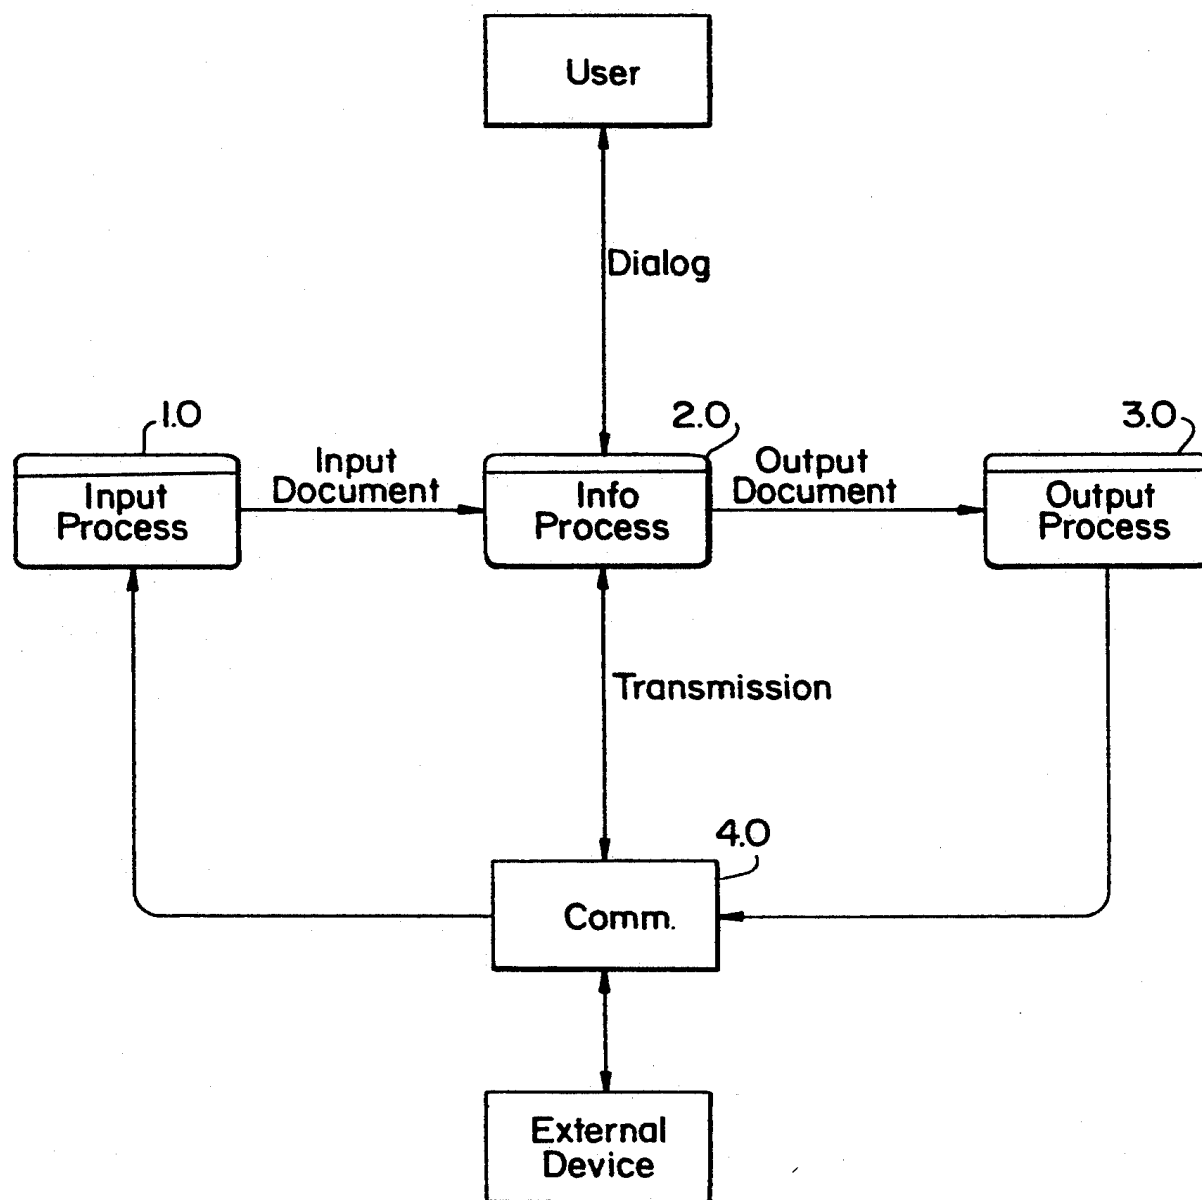 User
Dialog
1.0
2.0
3.0
Input
Process
Input
Document
Info
Process
Output
Document
Output
Process
Transmission
4.0
Comm.
External
Device